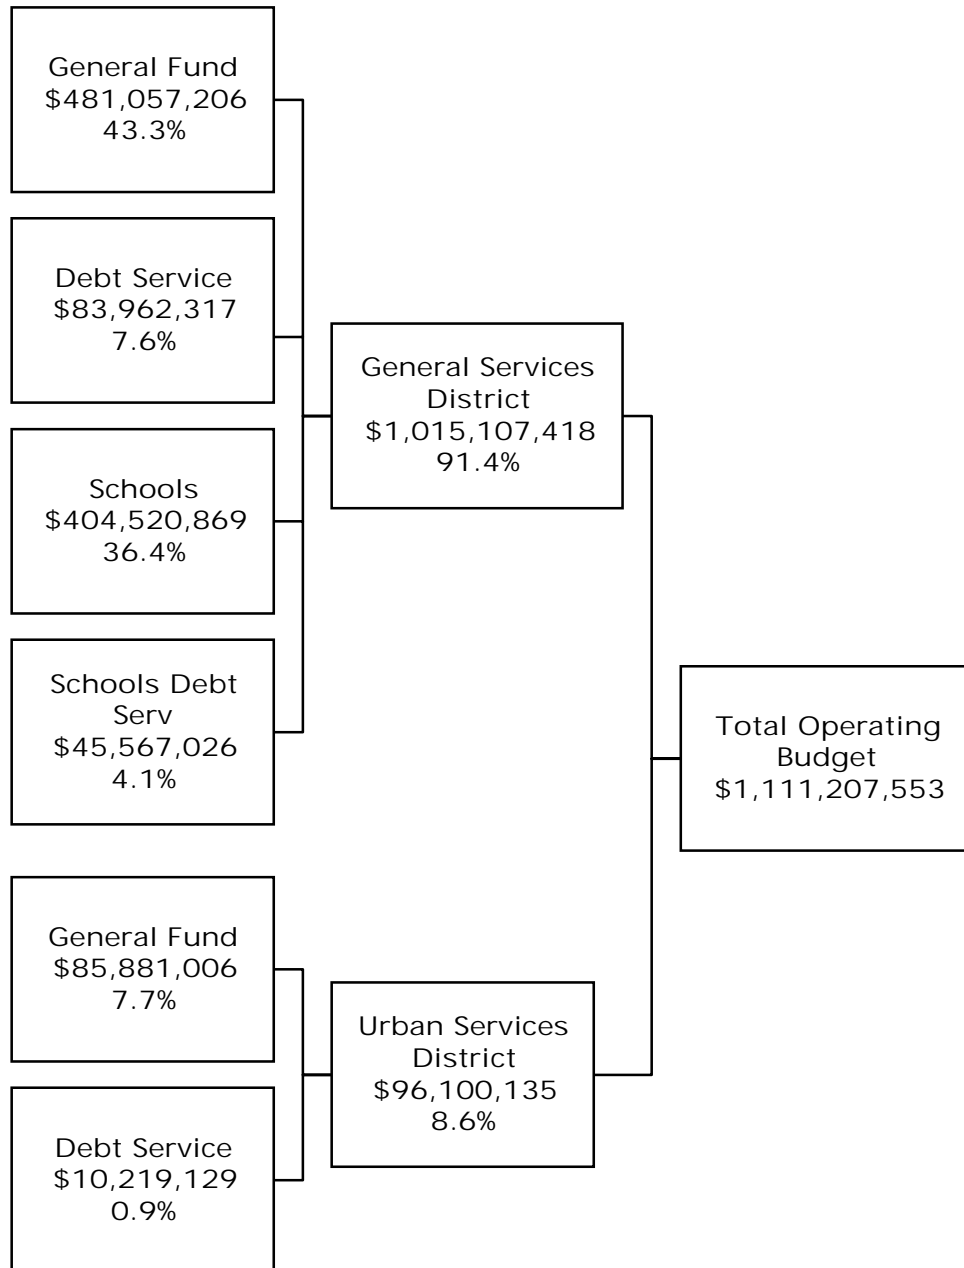 General Fund
$481,057,206
43.3%
Debt Service
$83,962,317
7.6%
Schools
$404,520,869
36.4%
Schools Debt
Serv
$45,567,026
4.1%
General Services
District
$1,015,107,418
91.4%
General Fund
$85,881,006
7.7%
Debt Service
$10,219,129
0.9%
Urban Services
District
$96,100,135
8.6%
Total Operating
Budget
$1,111,207,553